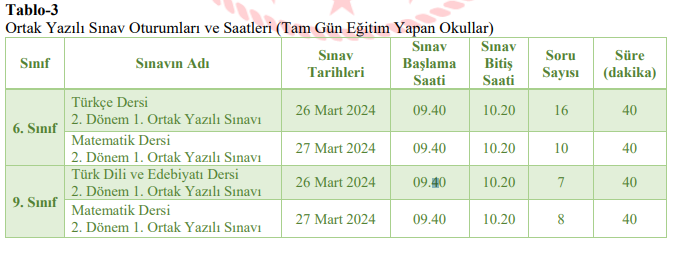 Tablo-3
Ortak Yazılı Sınav Oturumları ve Saatleri (Tam Gün Eğitim Yapan Okullar)
Sınıf Sınavın Adı Sınav Tarihleri Sınav Başlama Saati Sınav Bitiş Saati Soru Sayısı Süre (dakika)
6. Sınıf
Türkçe Dersi
2. Dönem 1. Ortak Yazılı Sınavı 26 Mart 2024 09.40 10.20 16 40
Matematik Dersi
2. Dönem 1. Ortak Yazılı Sınavı 27 Mart 2024 09.40 10.20 10 40
9. Sınıf
Türk Dili ve Edebiyatı Dersi
2. Dönem 1. Ortak Yazılı Sınavı 26 Mart 2024 09.40 10.20 7 40
Matematik Dersi
2. Dönem 1. Ortak Yazılı Sınavı 27 Mart 2024 09.40 10.20 8 40